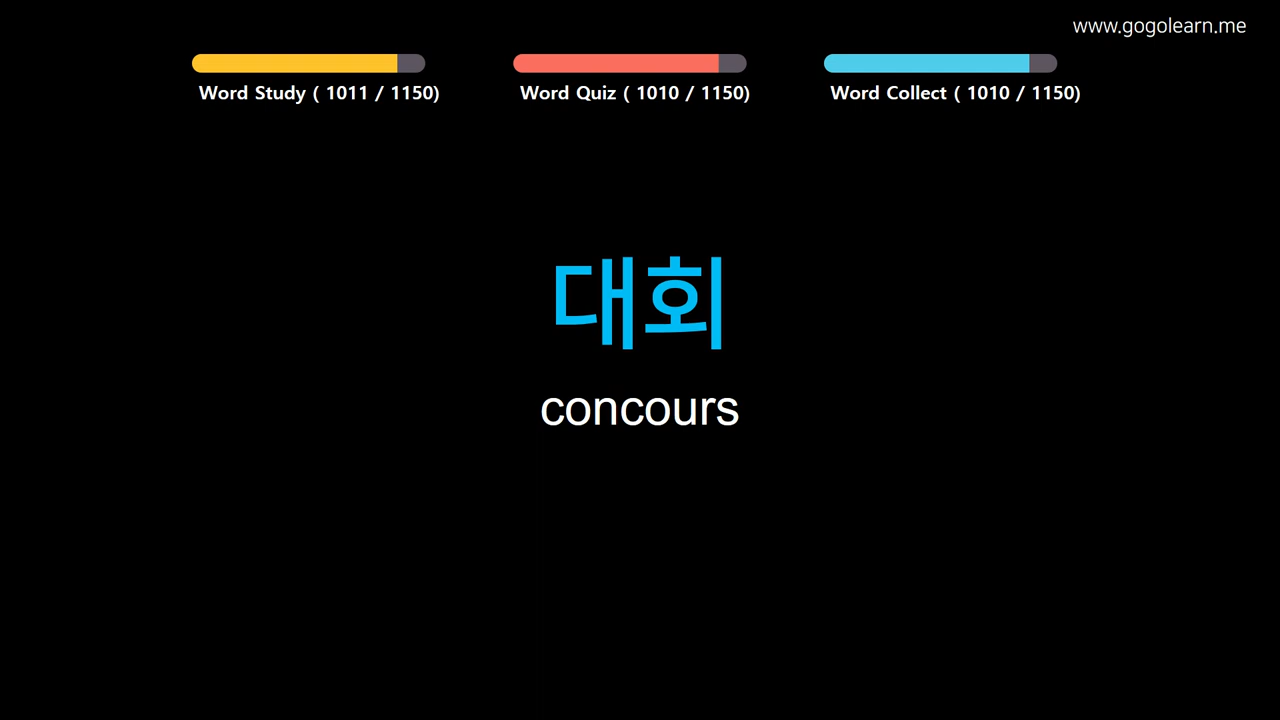 www.gogolearn.me
Word Study ( 1011 / 1150)
Word Quiz ( 1010 / 1150)
Word Collect ( 1010 / 1150)
대회
concours